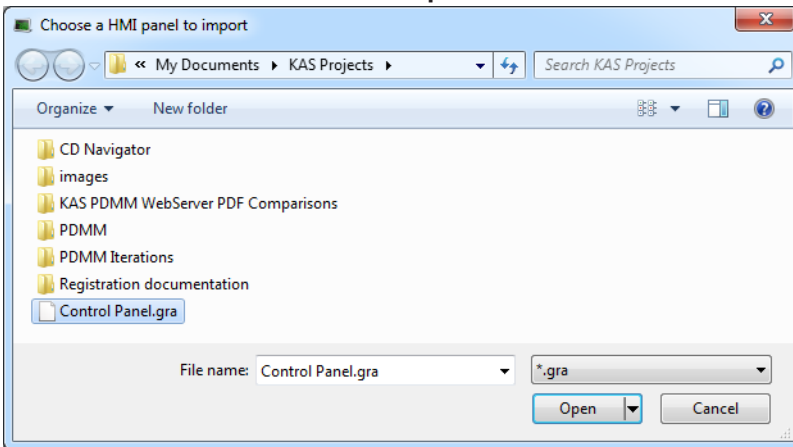 Choose a HMI panel to import
x
« My Documents ▸ KAS Projects ▸ Search KAS Projects
Organize ▾ New folder ?
CD Navigator
images
KAS PDMM WebServer PDF Comparisons
PDMM
PDMM Iterations
Registration documentation
Control Panel.gra
File name: Control Panel.gra *.gra
Open Cancel